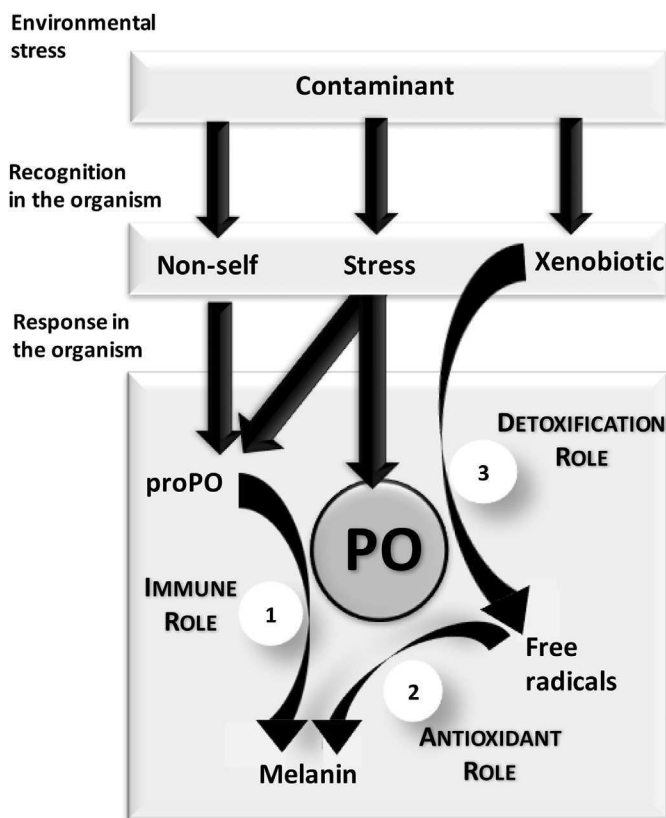 Environmental
stress
Contaminant
Recognition
in the organism
Non-self
Stress
Xenobiotic
Response in
the organism
DETOXIFICATION
ROLE
3
proPO
PO
IMMUNE
ROLE
1
Free
radicals
2
ANTIOXIDANT
ROLE
Melanin